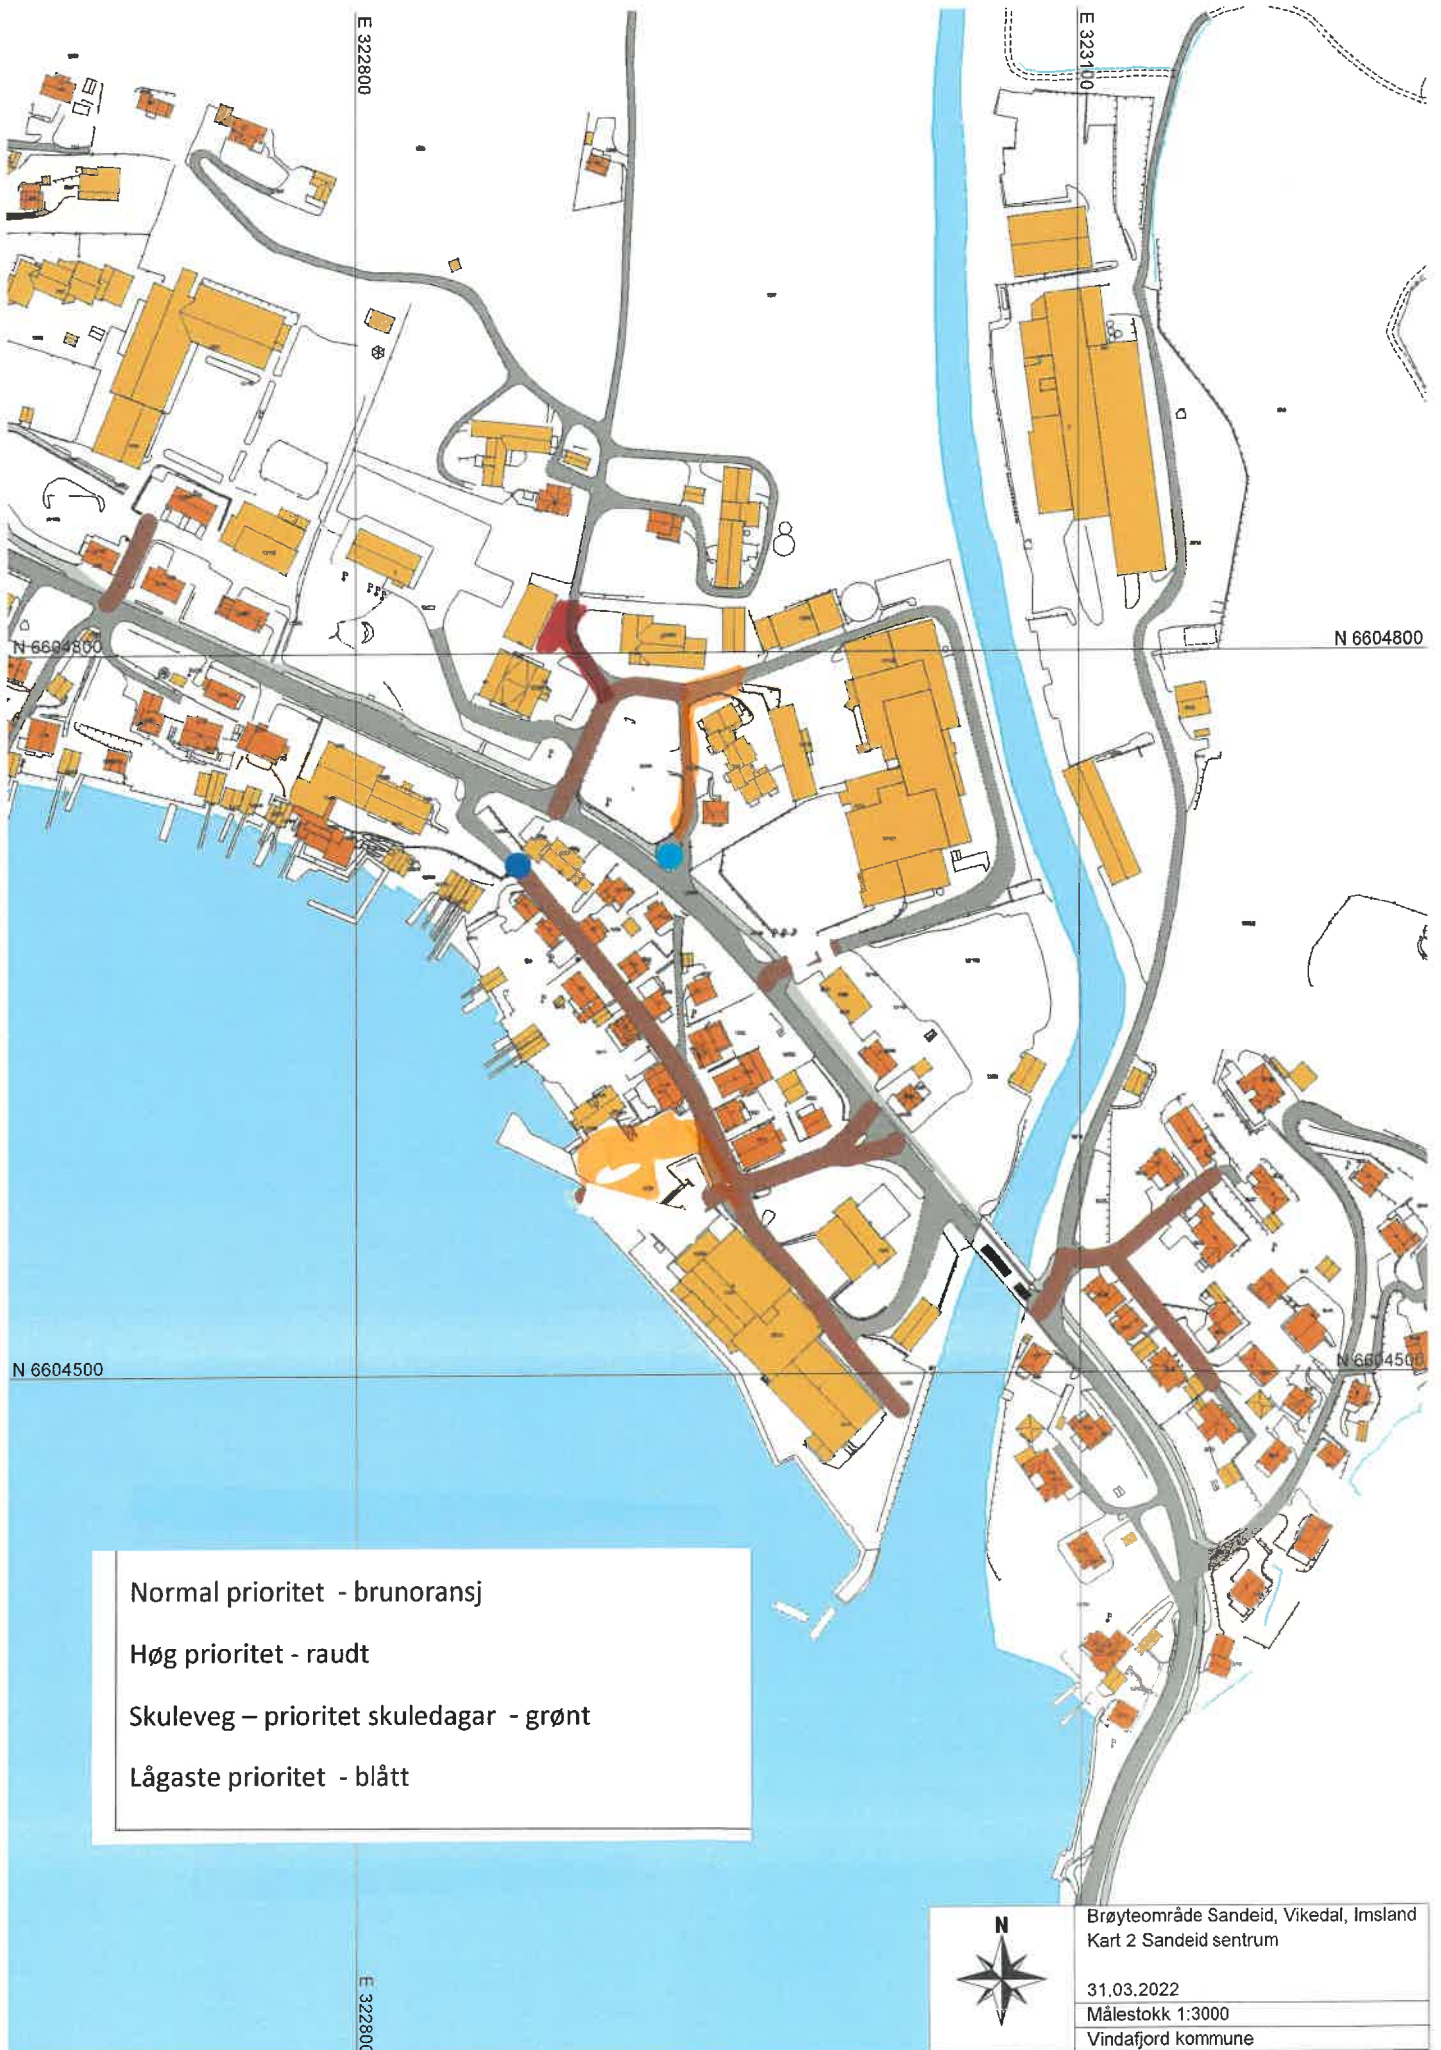 E 322800
E 323100
N 6604800
N 6604800
N 6604500
N 6604500
Normal prioritet - brunoransj
Høg prioritet - raudt
Skuleveg – prioritet skuledagar - grønt
Lågaste prioritet - blått
E 322800
N
Brøyteområde Sandeid, Vikedal, Imsland
Kart 2 Sandeid sentrum
31.03.2022
Målestokk 1:3000
Vindafjord kommune